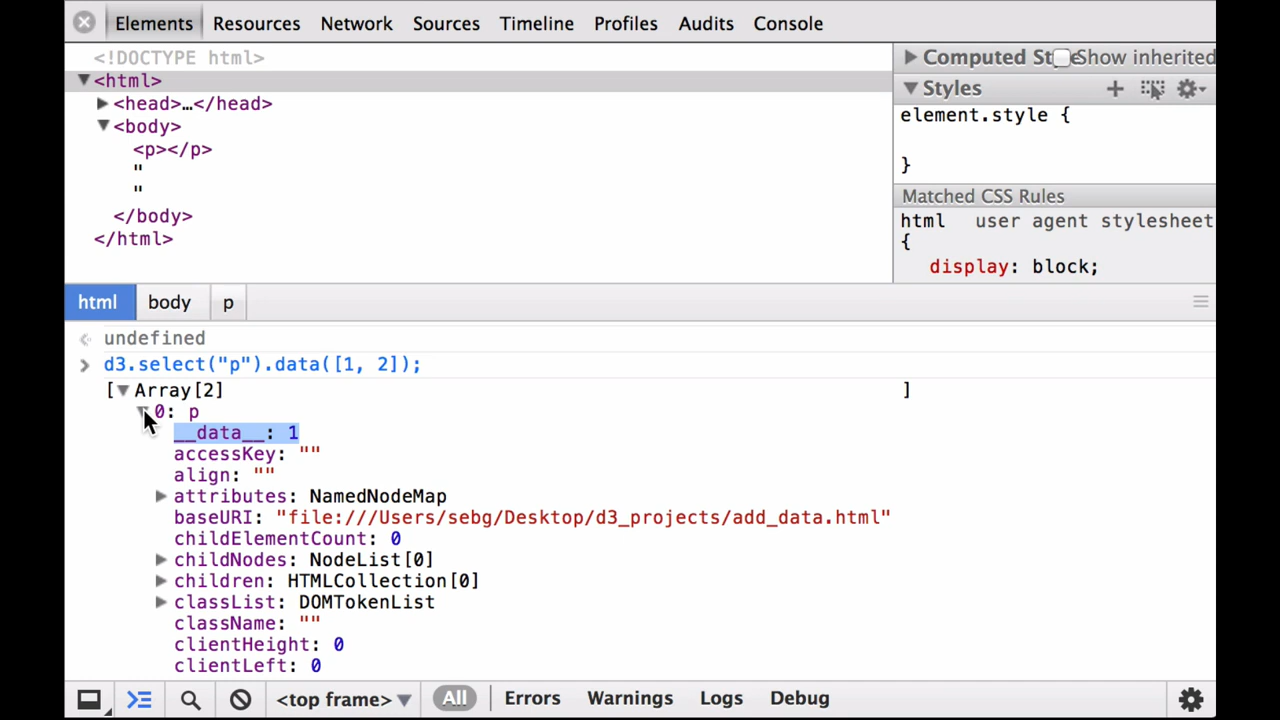 Elements Resources Network Sources Timeline Profiles Audits Console
<!DOCTYPE html>
<html>
<head>…</head>
<body>
<p></p>
"
"
</body>
</html>
Computed St Show inherited
Styles
element.style {
}
Matched CSS Rules
html user agent stylesheet
{
display: block;
html body p
undefined
d3.select("p").data([1, 2]);
[ Array[2] ]
0: p
__data__: 1
accessKey: ""
align: ""
attributes: NamedNodeMap
baseURI: "file:///Users/sebg/Desktop/d3_projects/add_data.html"
childElementCount: 0
childNodes: NodeList[0]
children: HTMLCollection[0]
classList: DOMTokenList
className: ""
clientHeight: 0
clientLeft: 0
<top frame> All Errors Warnings Logs Debug